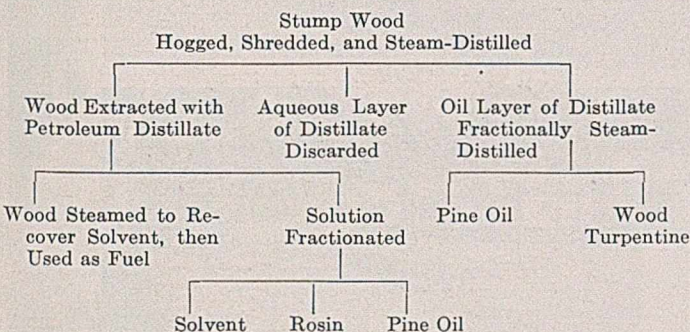 Stump Wood
Hogged, Shredded, and Steam-Distilled
Wood Extracted with
Petroleum Distillate
Aqueous Layer
of Distillate
Discarded
Oil Layer of Distillate
Fractionally Steam-
Distilled
Wood Steamed to Re-
cover Solvent, then
Used as Fuel
Solution
Fractionated
Pine Oil
Wood
Turpentine
Solvent
Rosin
Pine Oil